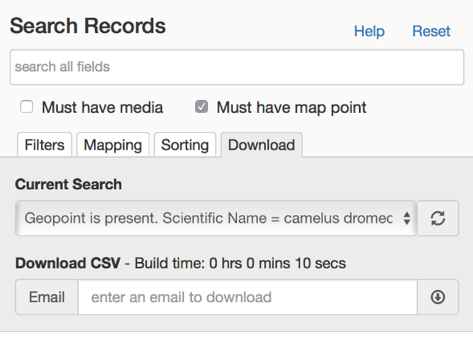 Search Records
Help Reset
search all fields
Must have media Must have map point
Filters Mapping Sorting Download
Current Search
Geopoint is present. Scientific Name = camelus dromec
Download CSV - Build time: 0 hrs 0 mins 10 secs
Email enter an email to download